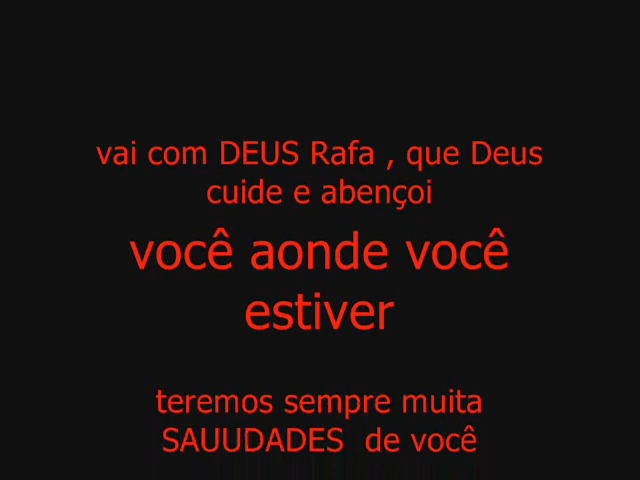 vai com DEUS Rafa , que Deus
cuide e abençoi
você aonde você
estiver
teremos sempre muita
SAUUDADES  de você